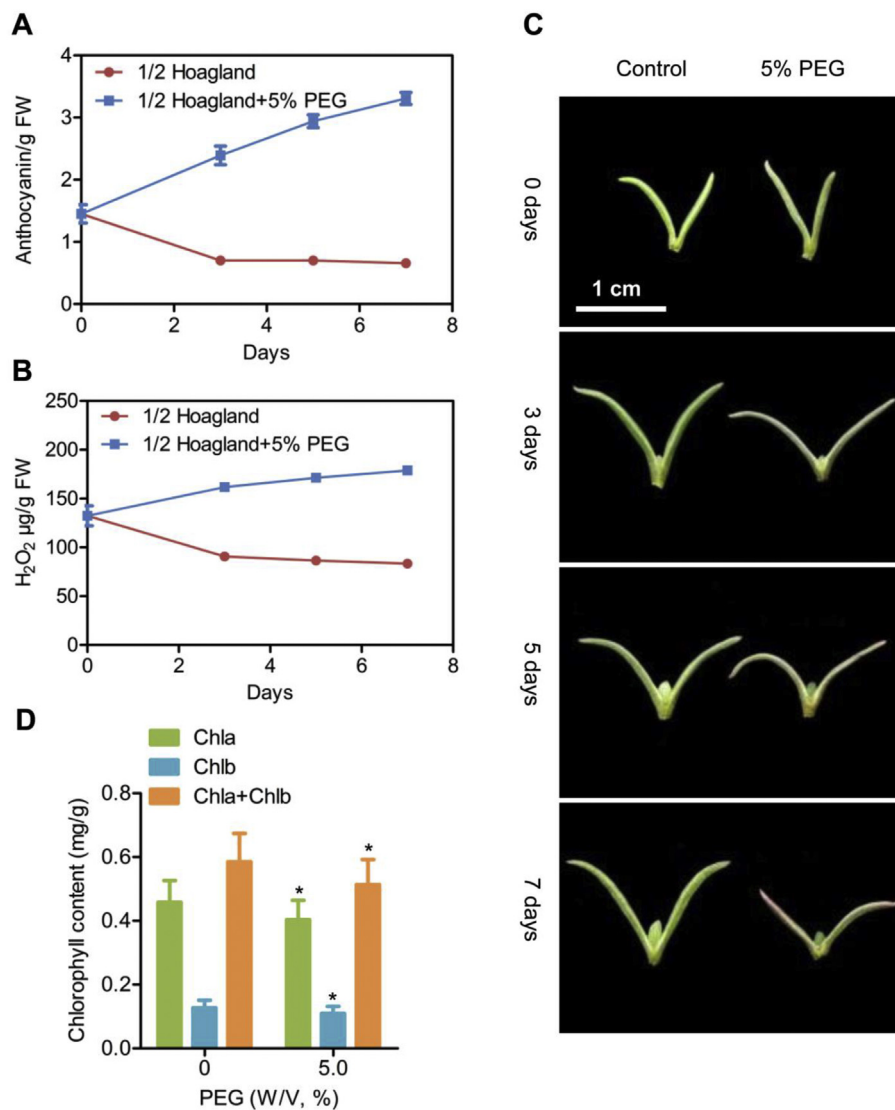 A
4
3
2
1
0
Anthocyanin/g FW
1/2 Hoagland
1/2 Hoagland+5% PEG
0 2 4 6 8
Days
B
250
200
150
100
50
0
H₂O₂ µg/g FW
1/2 Hoagland
1/2 Hoagland+5% PEG
0 2 4 6 8
Days
D
Chla
Chlb
Chla+Chlb
0.8
0.6
0.4
0.2
0.0
Chlorophyll content (mg/g)
* * *
0 5.0
PEG (W/V, %)
C
Control 5% PEG
0 days
1 cm
3 days
5 days
7 days